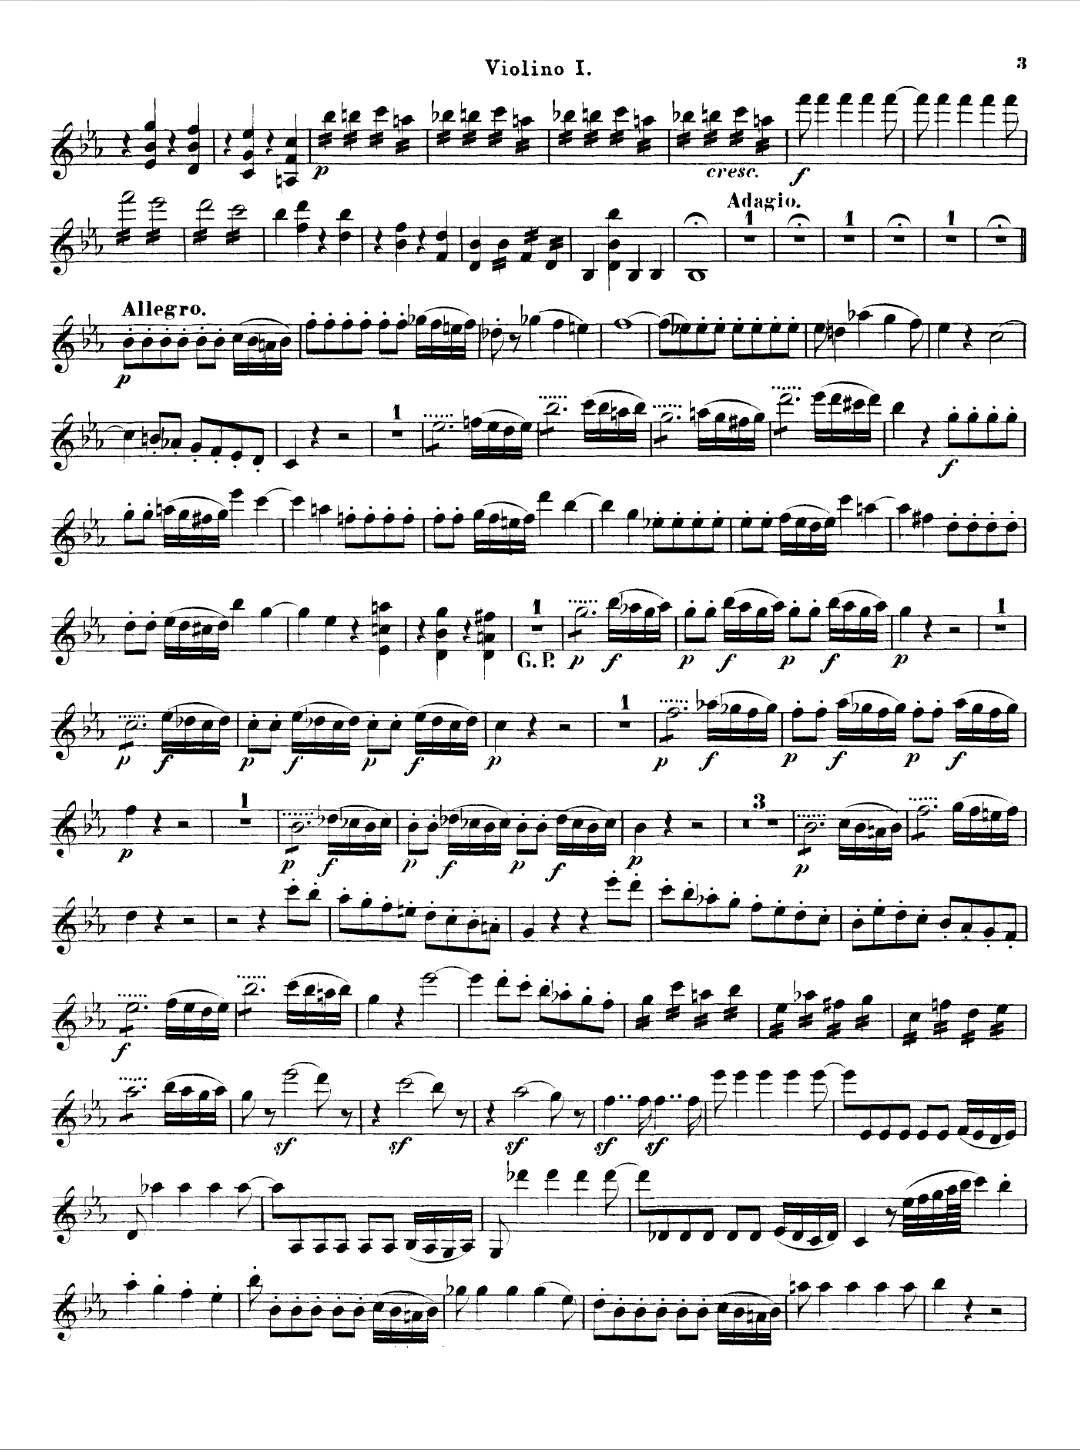 Violino I.
3
p
cresc.
f
Adagio.
1 1 1
Allegro.
p
1
f
1 1
G.P. p f p f p f p
1
p f p f p f p p f p f p f
1 3
p p f p f p f p p
f
sf sf sf sf sf